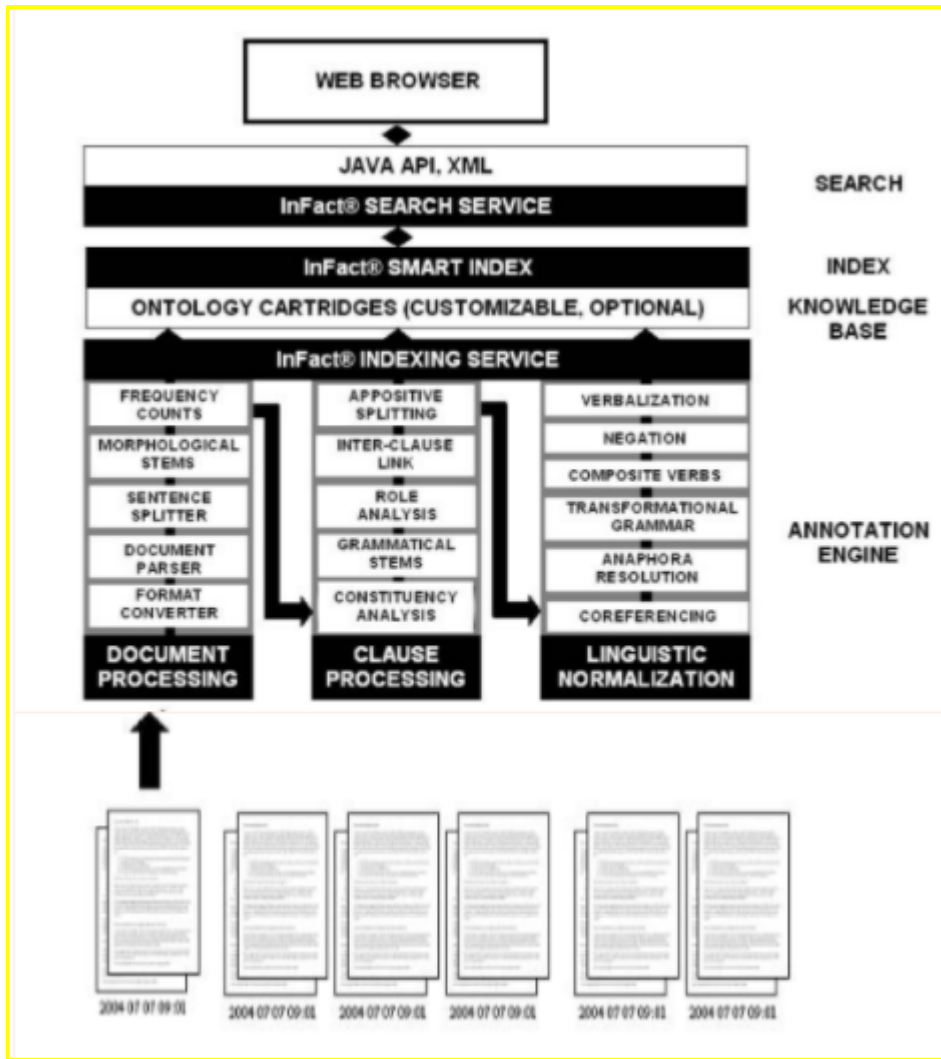 WEB BROWSER
JAVA API, XML
InFact® SEARCH SERVICE
SEARCH
InFact® SMART INDEX
INDEX
ONTOLOGY CARTRIDGES (CUSTOMIZABLE, OPTIONAL)
KNOWLEDGE
BASE
InFact® INDEXING SERVICE
FREQUENCY
COUNTS
MORPHOLOGICAL
STEMS
SENTENCE
SPLITTER
DOCUMENT
PARSER
FORMAT
CONVERTER
DOCUMENT
PROCESSING
APPOSITIVE
SPLITTING
INTER-CLAUSE
LINK
ROLE
ANALYSIS
GRAMMATICAL
STEMS
CONSTITUENCY
ANALYSIS
CLAUSE
PROCESSING
VERBALIZATION
NEGATION
COMPOSITE VERBS
TRANSFORMATIONAL
GRAMMAR
ANAPHORA
RESOLUTION
COREFERENCING
LINGUISTIC
NORMALIZATION
ANNOTATION
ENGINE
2004 07 07 09:01
2004 07 07 09:01
2004 07 07 09:01
2004 07 07 09:01
2004 07 07 09:01
2004 07 07 09:01